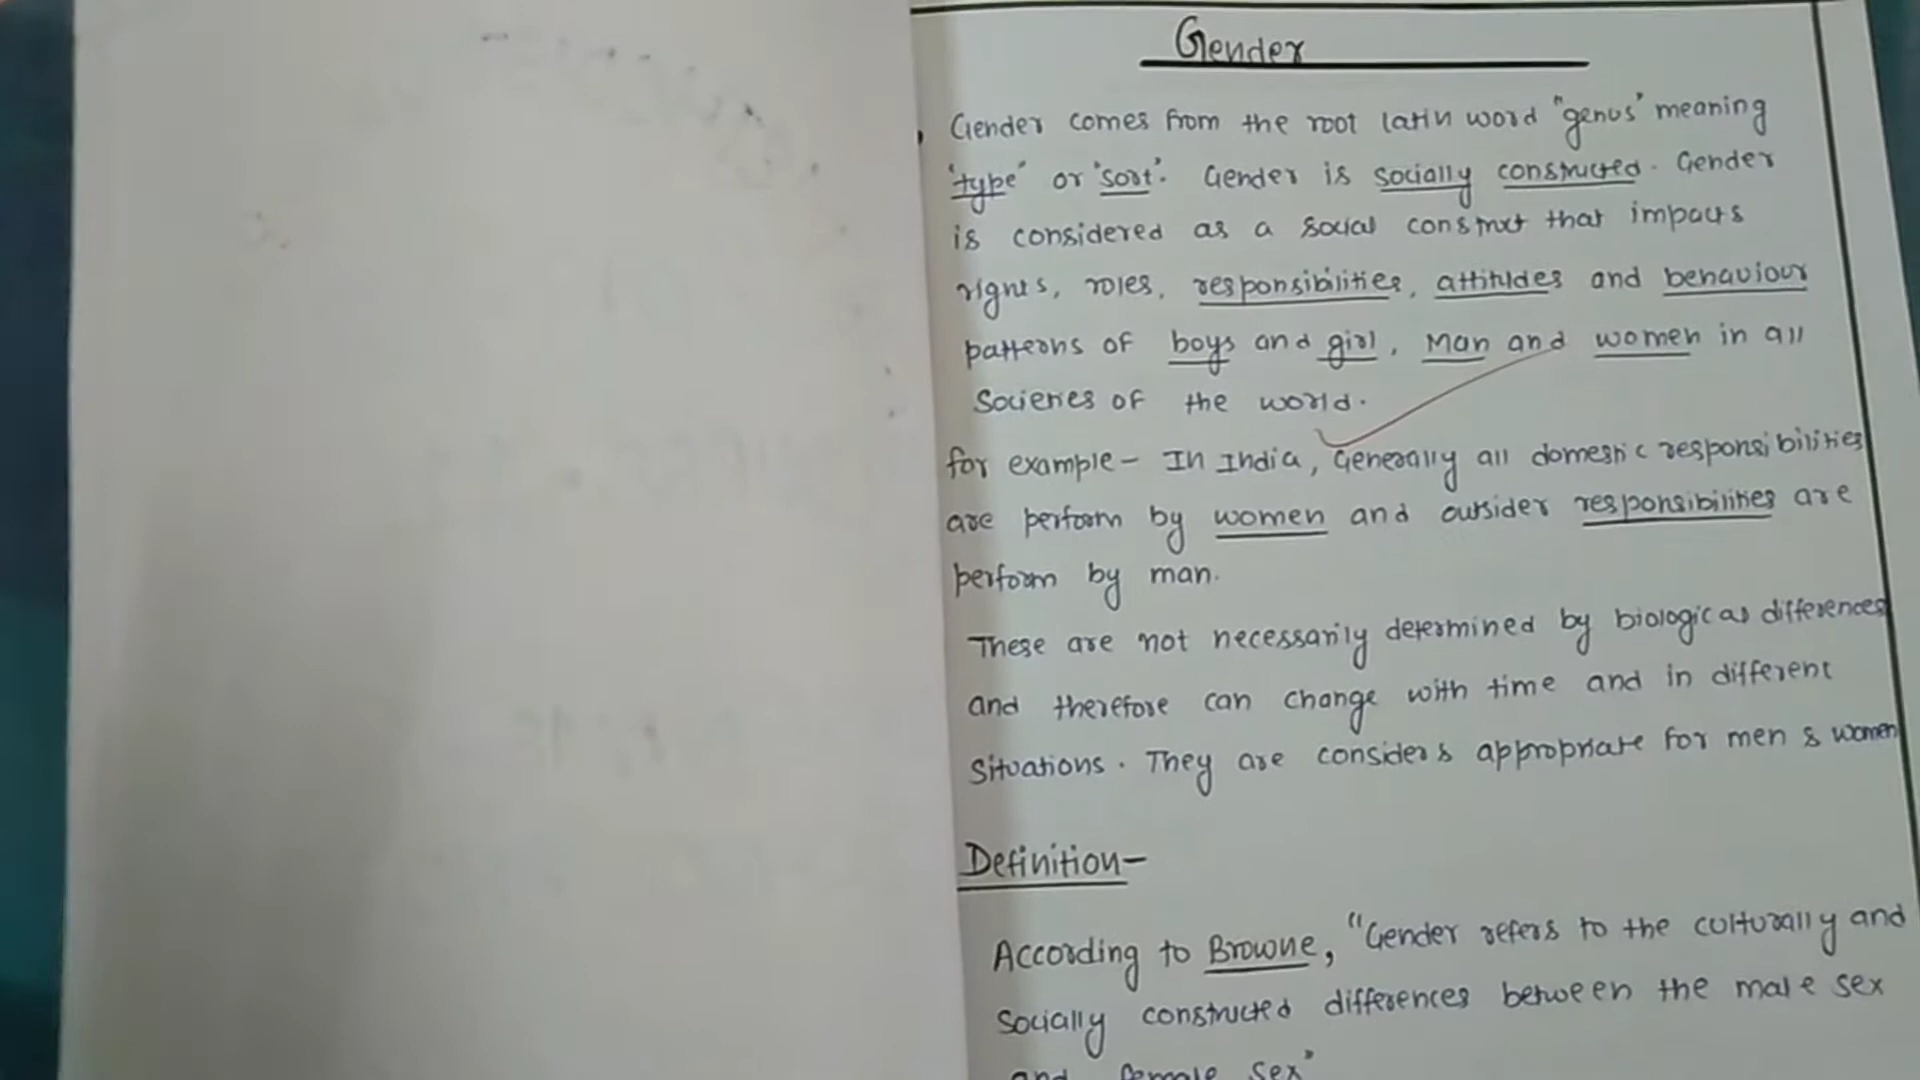 Gender
Gender comes from the root latin word "genus" meaning
"type" or "sort". Gender is socially constructed. Gender
is considered as a social construct that impacts
rights, roles, responsibilities, attitudes and behaviour
patterns of boys and girl, Man and women in all
Societies of the world.
for example- In India, Generally all domestic responsibilities
are perform by women and outsider responsibilities are
perform by man.
These are not necessarily determined by biological differences
and therefore can change with time and in different
Situations. They are considers appropriate for men & women
Definition-
According to Browne, "Gender refers to the culturally and
Socially constructed differences between the male sex
and female sex"